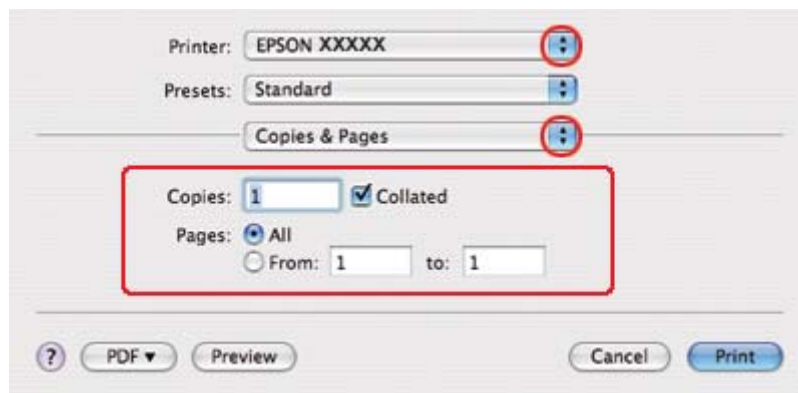 Printer: EPSON XXXXX
Presets: Standard
Copies & Pages
Copies: 1 Collated
Pages: All
From: 1 to: 1
? PDF ▼ Preview Cancel Print